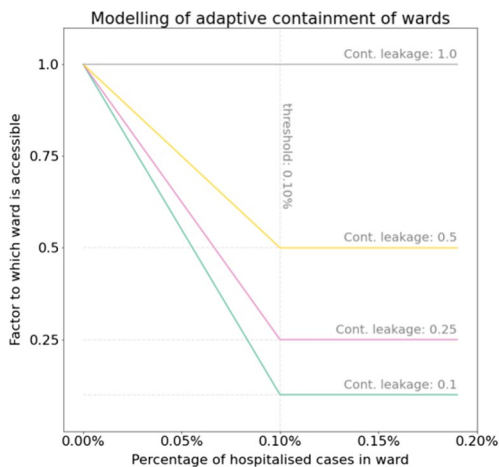 Modelling of adaptive containment of wards
Factor to which ward is accessible
1.0
0.75
0.5
0.25
Cont. leakage: 1.0
threshold: 0.10%
Cont. leakage: 0.5
Cont. leakage: 0.25
Cont. leakage: 0.1
0.00%
0.05%
0.10%
0.15%
0.20%
Percentage of hospitalised cases in ward